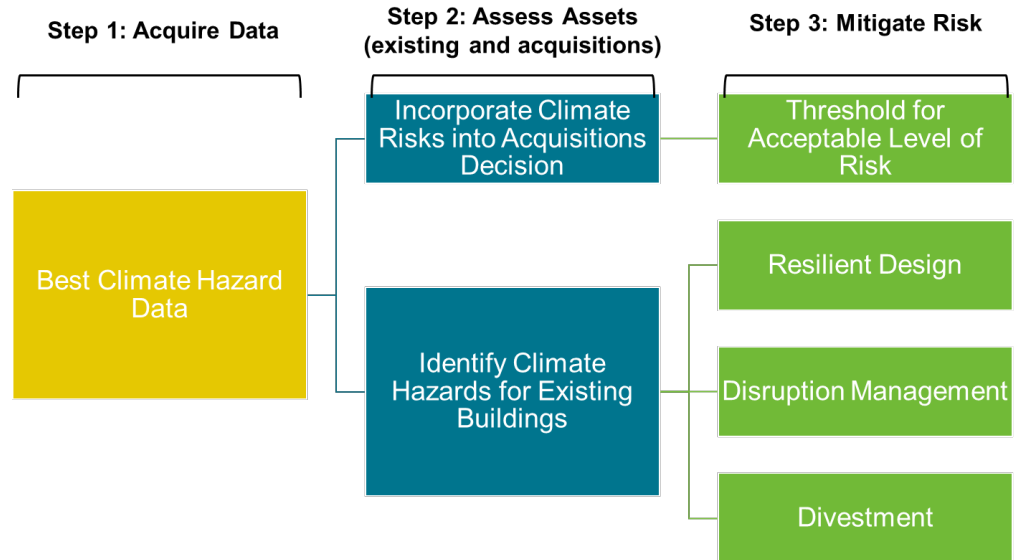 Step 1: Acquire Data
Step 2: Assess Assets
(existing and acquisitions)
Step 3: Mitigate Risk
Best Climate Hazard
Data
Incorporate Climate
Risks into Acquisitions
Decision
Identify Climate
Hazards for Existing
Buildings
Threshold for
Acceptable Level of
Risk
Resilient Design
Disruption Management
Divestment